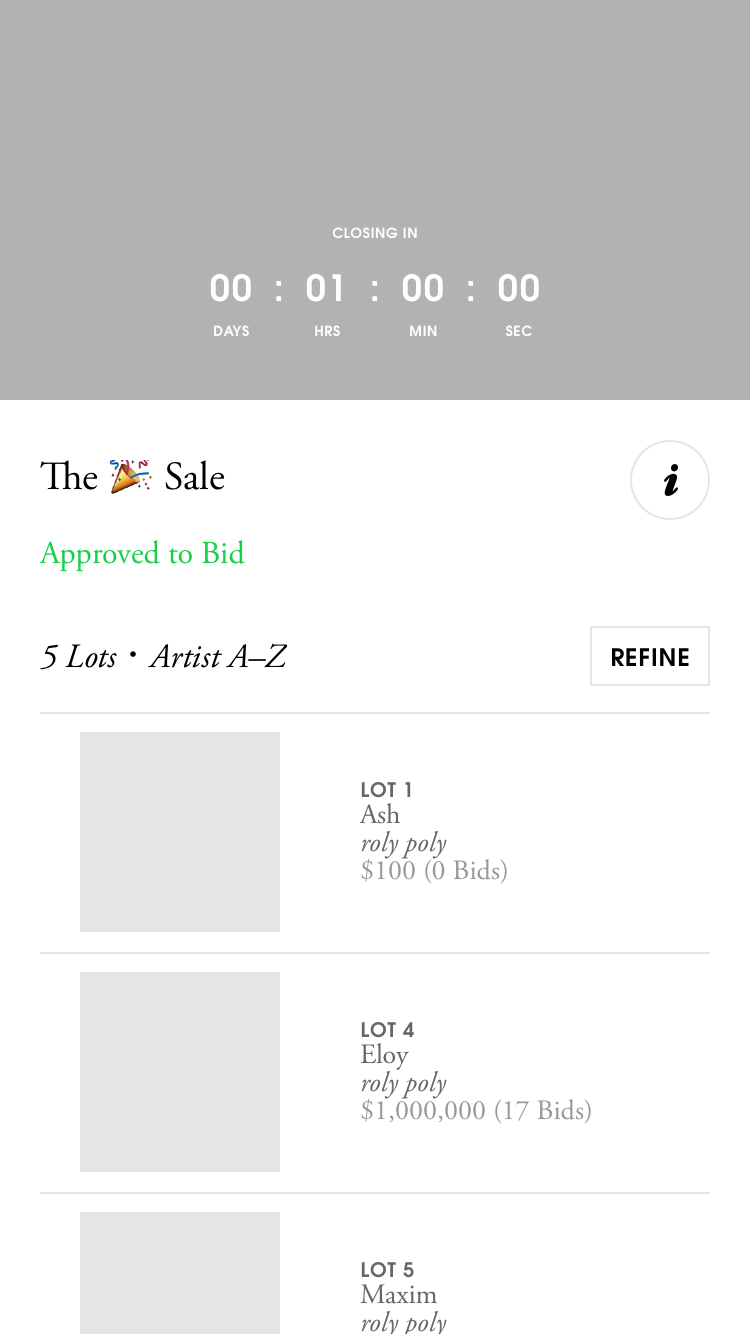 CLOSING IN
00 : 01 : 00 : 00
DAYS HRS MIN SEC
The 🎉 Sale
i
Approved to Bid
5 Lots • Artist A–Z
REFINE
LOT 1
Ash
roly poly
$100 (0 Bids)
LOT 4
Eloy
roly poly
$1,000,000 (17 Bids)
LOT 5
Maxim
roly poly